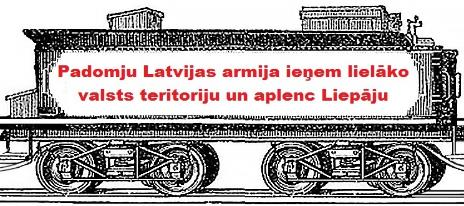 Padomju Latvijas armija ieņem lielāko
valsts teritoriju un aplenc Liepāju